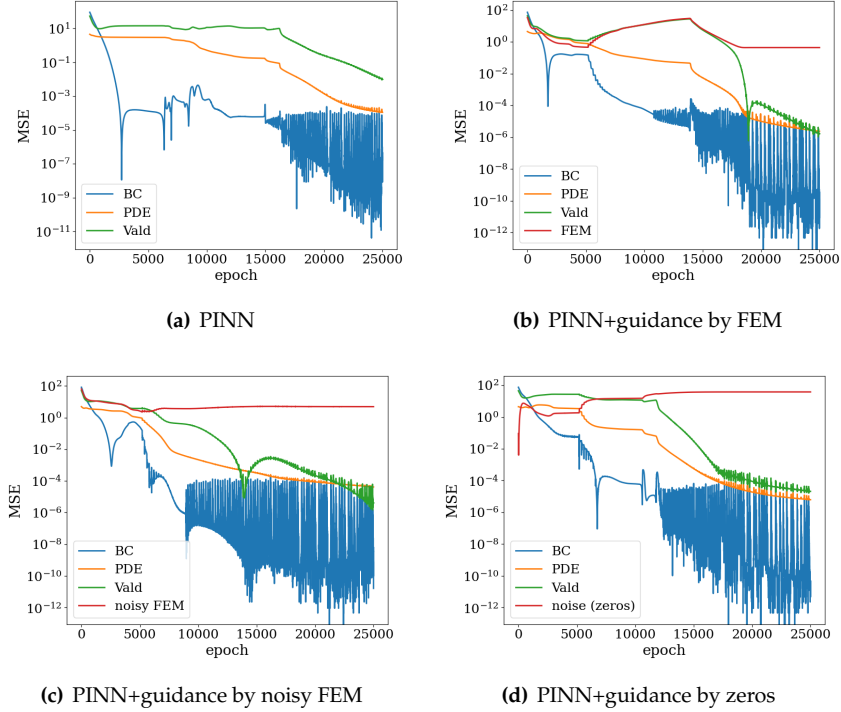 10^1
10^-1
10^-3
10^-5
10^-7
10^-9
10^-11
MSE
BC
PDE
Vald
0 5000 10000 15000 20000 25000
epoch
(a) PINN
10^2
10^0
10^-2
10^-4
10^-6
10^-8
10^-10
10^-12
MSE
BC
PDE
Vald
FEM
0 5000 10000 15000 20000 25000
epoch
(b) PINN+guidance by FEM
10^2
10^0
10^-2
10^-4
10^-6
10^-8
10^-10
10^-12
MSE
BC
PDE
Vald
noisy FEM
0 5000 10000 15000 20000 25000
epoch
(c) PINN+guidance by noisy FEM
10^2
10^0
10^-2
10^-4
10^-6
10^-8
10^-10
10^-12
MSE
BC
PDE
Vald
noise (zeros)
0 5000 10000 15000 20000 25000
epoch
(d) PINN+guidance by zeros